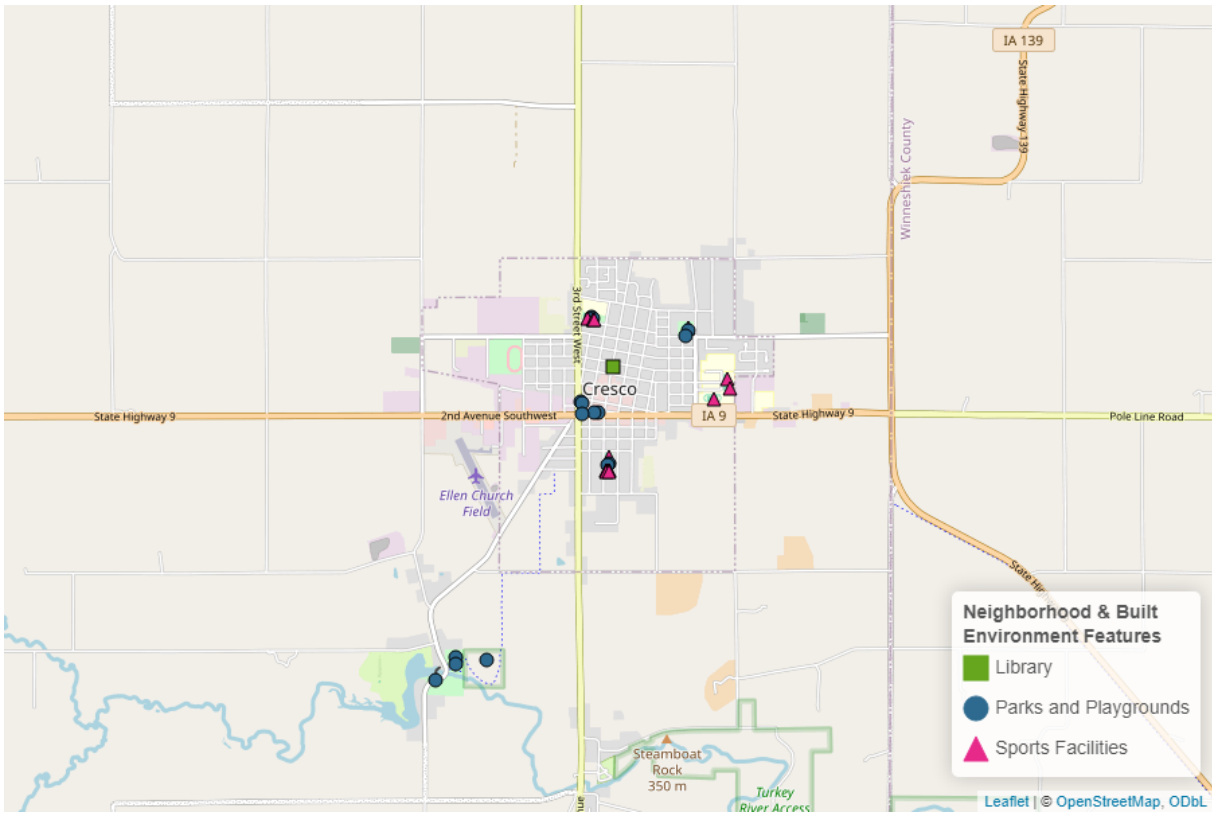 IA 139
State Highway 139
Winneshiek County
3rd Street West
Cresco
State Highway 9
2nd Avenue Southwest
IA 9
State Highway 9
Pole Line Road
Ellen Church
Field
State Hig
Neighborhood & Built
Environment Features
Library
Parks and Playgrounds
Sports Facilities
Steamboat
Rock
350 m
Turkey
River Access
Leaflet | © OpenStreetMap, ODbL